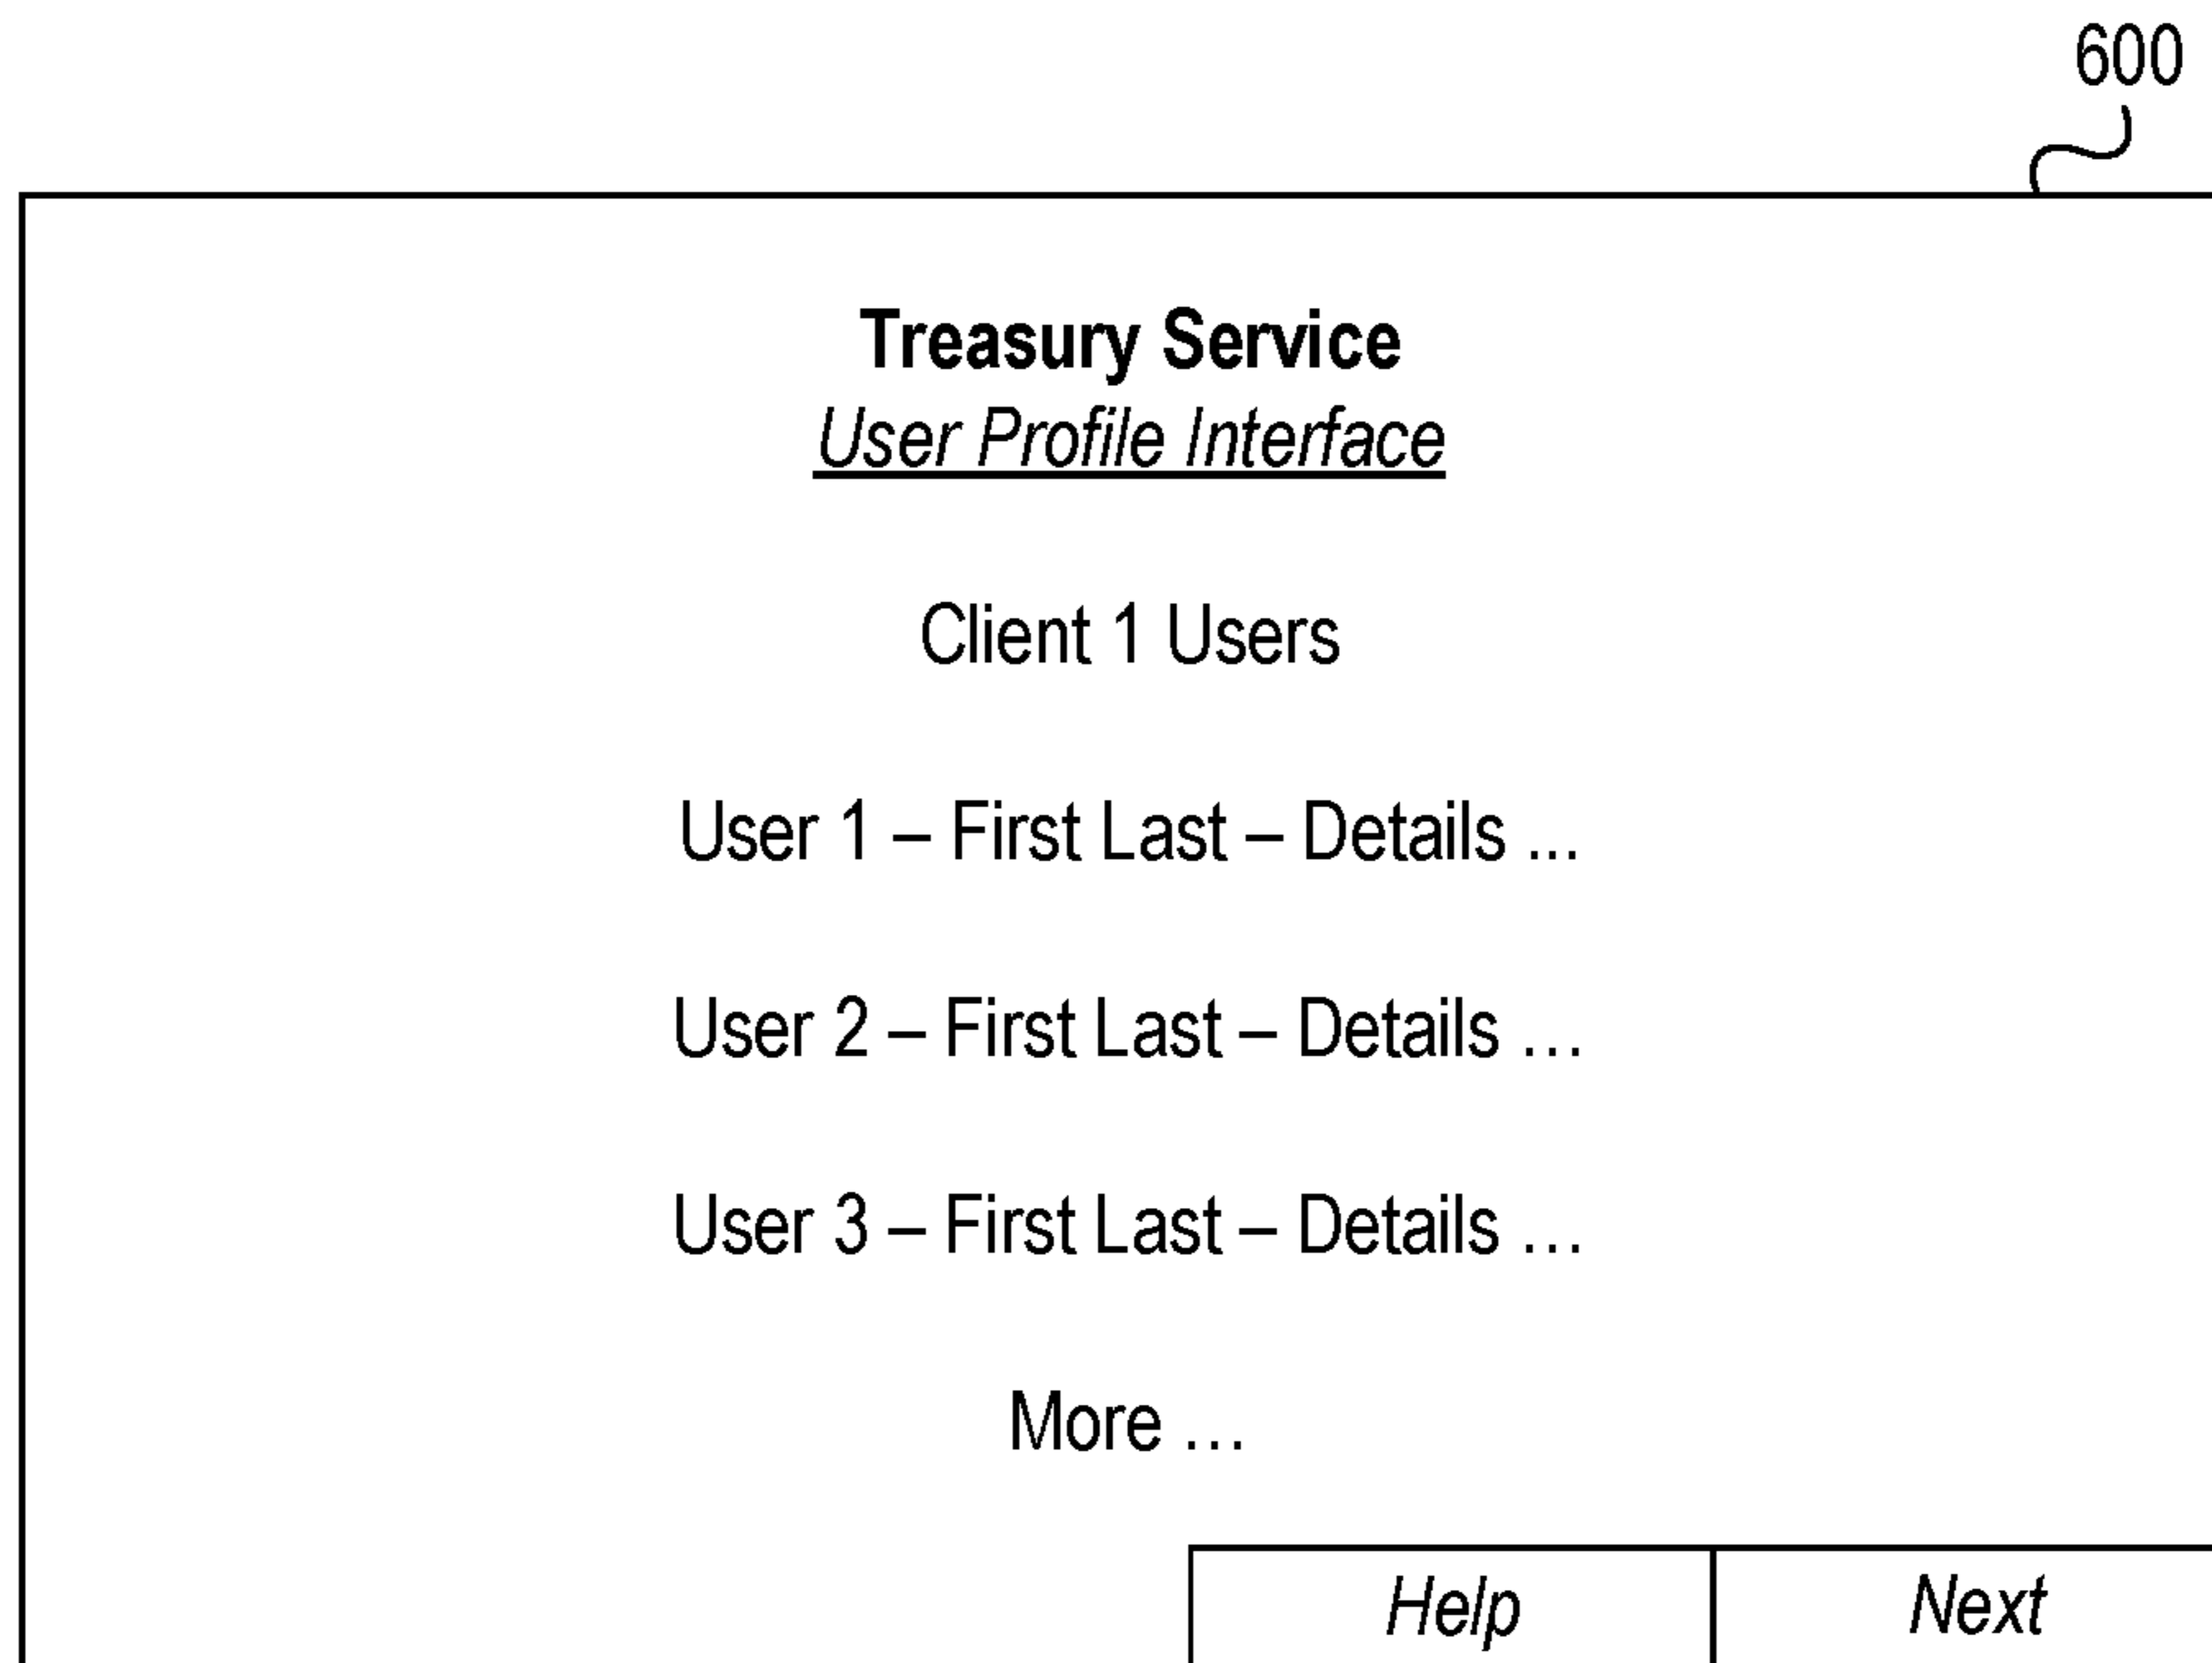 600
Treasury Service
User Profile Interface
Client 1 Users
User 1 – First Last – Details ...
User 2 – First Last – Details …
User 3 – First Last – Details …
More …
Help Next